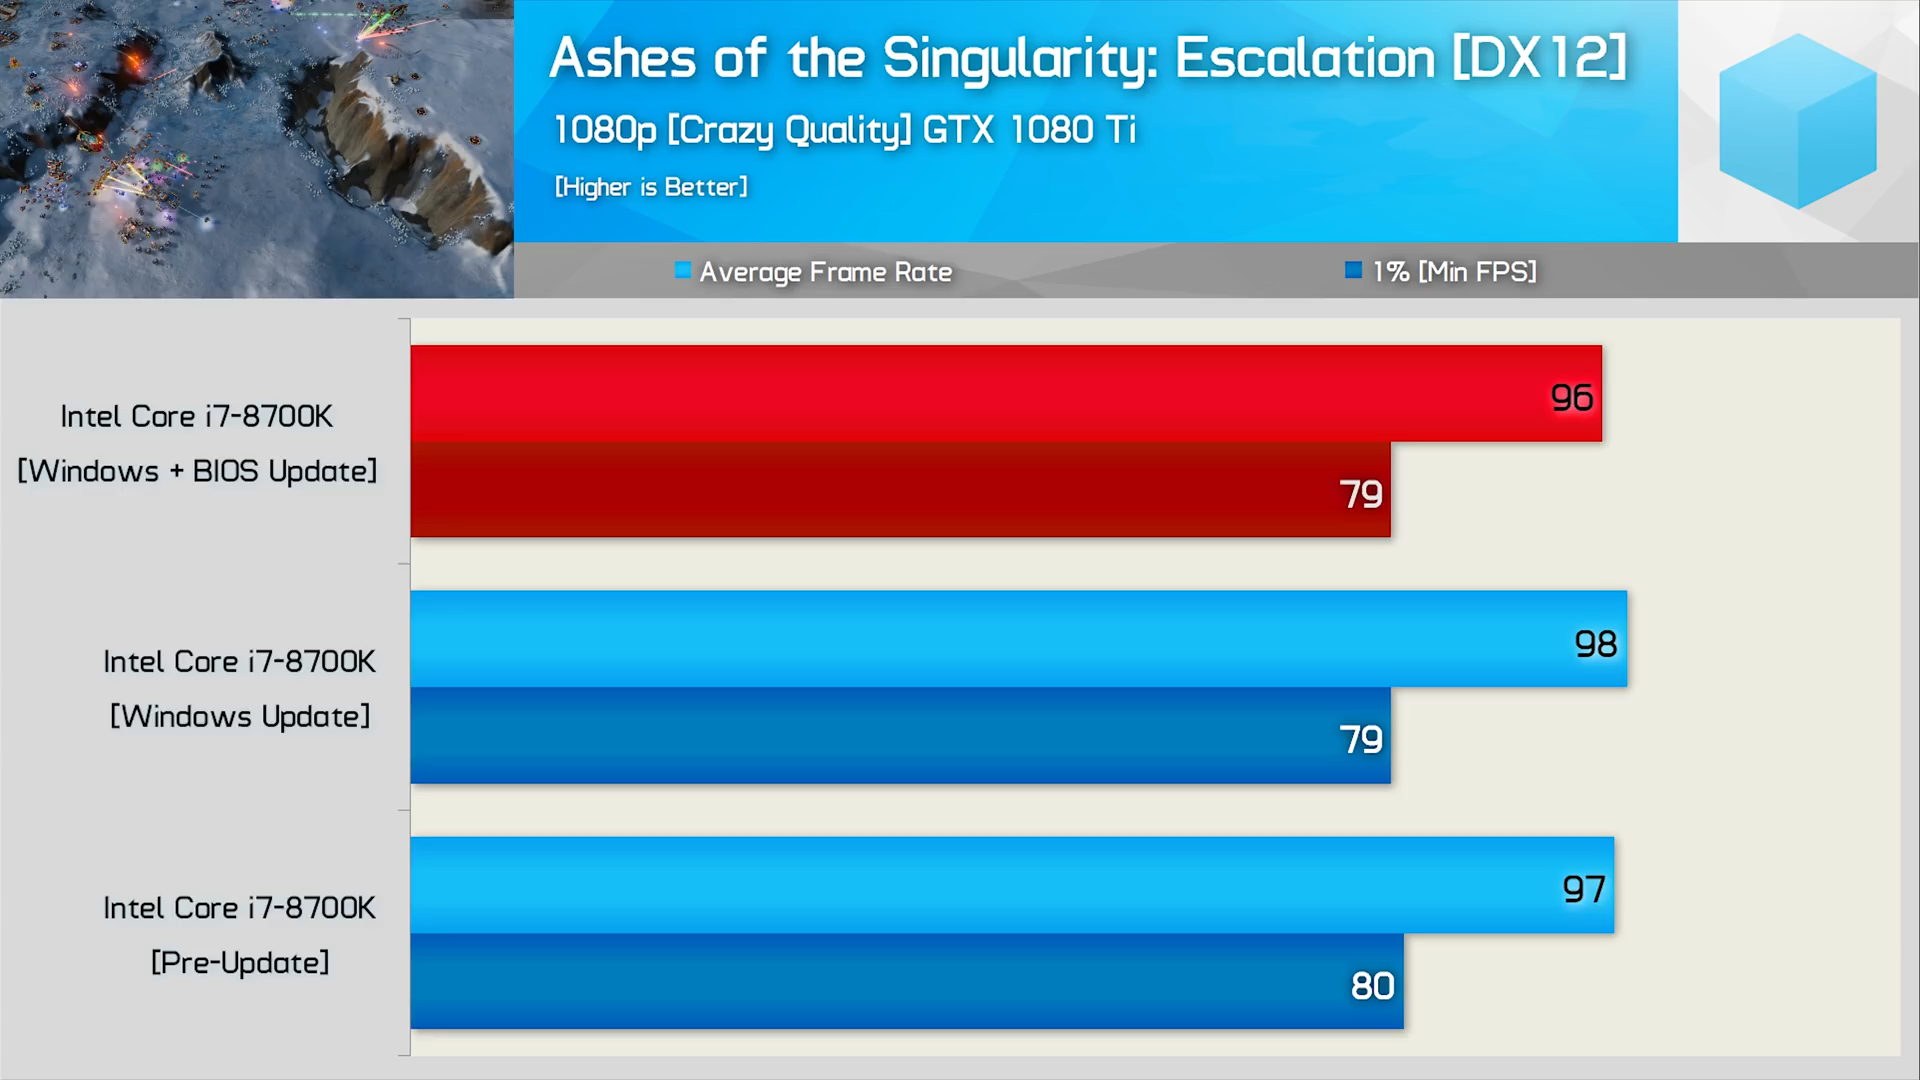 Ashes of the Singularity: Escalation [DX12]
1080p [Crazy Quality] GTX 1080 Ti
[Higher is Better]
Average Frame Rate
1% [Min FPS]
Intel Core i7-8700K
[Windows + BIOS Update]
96
79
Intel Core i7-8700K
[Windows Update]
98
79
Intel Core i7-8700K
[Pre-Update]
97
80